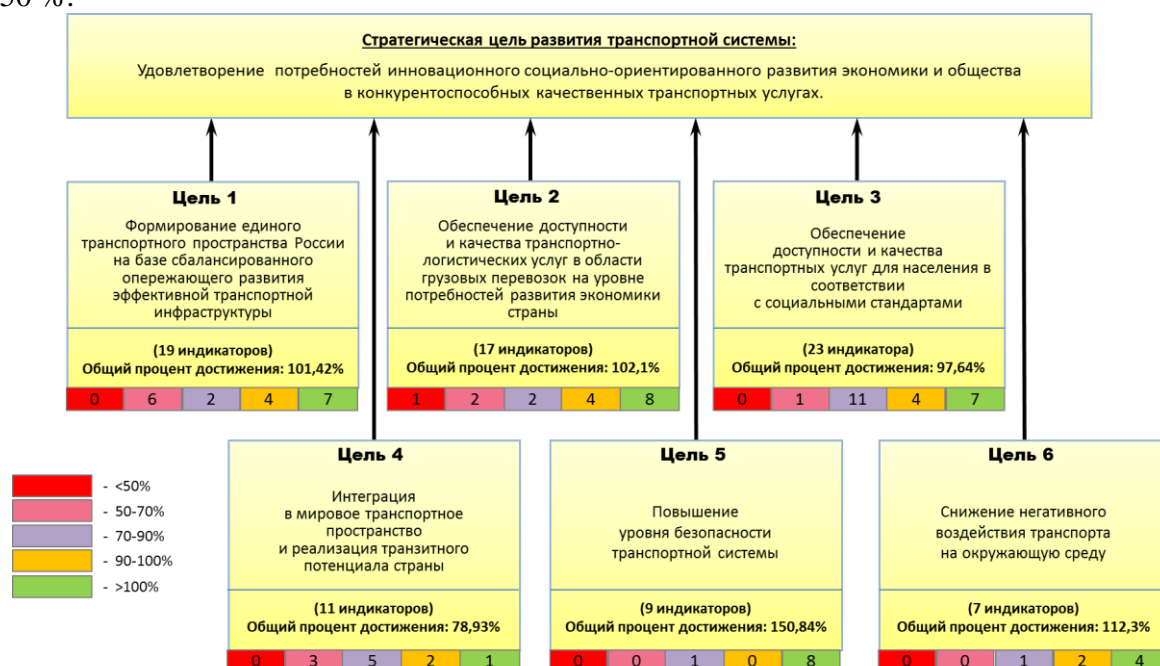 50 %.
Стратегическая цель развития транспортной системы:
Удовлетворение потребностей инновационного социально-ориентированного развития экономики и общества
в конкурентоспособных качественных транспортных услугах.
Цель 1
Формирование единого
транспортного пространства России
на базе сбалансированного
опережающего развития
эффективной транспортной
инфраструктуры
(19 индикаторов)
Общий процент достижения: 101,42%
0 6 2 4 7
Цель 2
Обеспечение доступности
и качества транспортно-
логистических услуг в области
грузовых перевозок на уровне
потребностей развития экономики
страны
(17 индикаторов)
Общий процент достижения: 102,1%
1 2 2 4 8
Цель 3
Обеспечение
доступности и качества
транспортных услуг для населения в
соответствии
с социальными стандартами
(23 индикатора)
Общий процент достижения: 97,64%
0 1 11 4 7
- <50%
- 50-70%
- 70-90%
- 90-100%
- >100%
Цель 4
Интеграция
в мировое транспортное
пространство
и реализация транзитного
потенциала страны
(11 индикаторов)
Общий процент достижения: 78,93%
0 3 5 2 1
Цель 5
Повышение
уровня безопасности
транспортной системы
(9 индикаторов)
Общий процент достижения: 150,84%
0 0 1 0 8
Цель 6
Снижение негативного
воздействия транспорта
на окружающую среду
(7 индикаторов)
Общий процент достижения: 112,3%
0 0 1 2 4